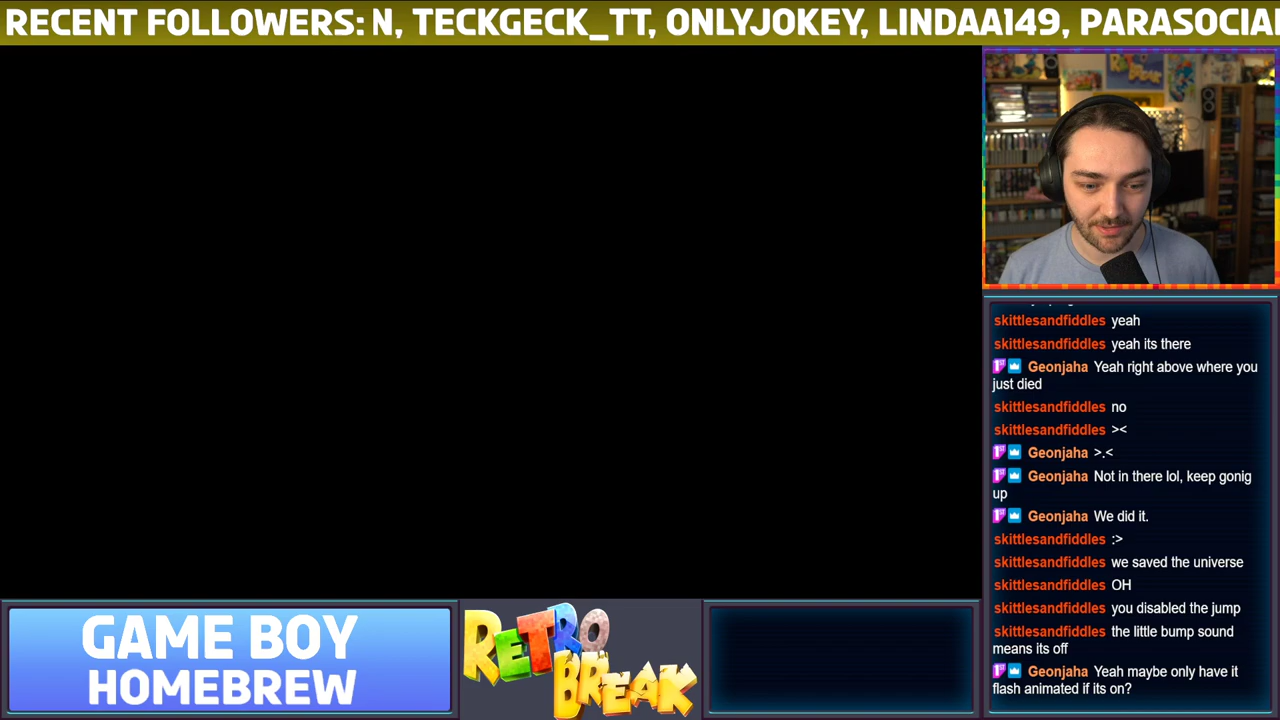 RECENT FOLLOWERS: N, TECKGECK_TT, ONLYJOKEY, LINDAA149, PARASOCIA
skittlesandfiddles yeah
skittlesandfiddles yeah its there
Geonjaha Yeah right above where you
just died
skittlesandfiddles no
skittlesandfiddles ><
Geonjaha >.<
Geonjaha Not in there lol, keep gonig
up
Geonjaha We did it.
skittlesandfiddles :>
skittlesandfiddles we saved the universe
skittlesandfiddles OH
skittlesandfiddles you disabled the jump
skittlesandfiddles the little bump sound
means its off
Geonjaha Yeah maybe only have it
flash animated if its on?
GAME BOY
HOMEBREW
RETRO
BREAK